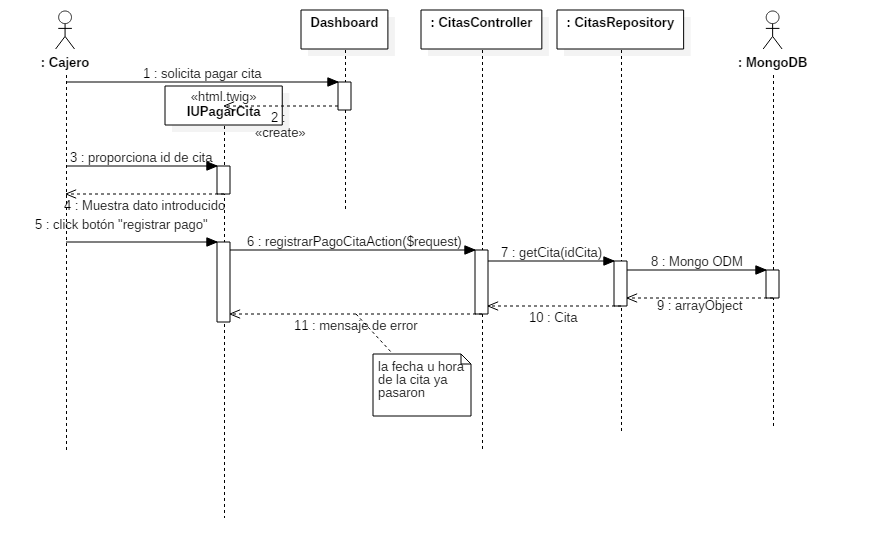 Dashboard
: CitasController
: CitasRepository
: Cajero
: MongoDB
1 : solicita pagar cita
«html.twig»
IUPagarCita
2 :
«create»
3 : proporciona id de cita
4 : Muestra dato introducido
5 : click botón "registrar pago"
6 : registrarPagoCitaAction($request)
7 : getCita(idCita)
8 : Mongo ODM
9 : arrayObject
10 : Cita
11 : mensaje de error
la fecha u hora
de la cita ya
pasaron